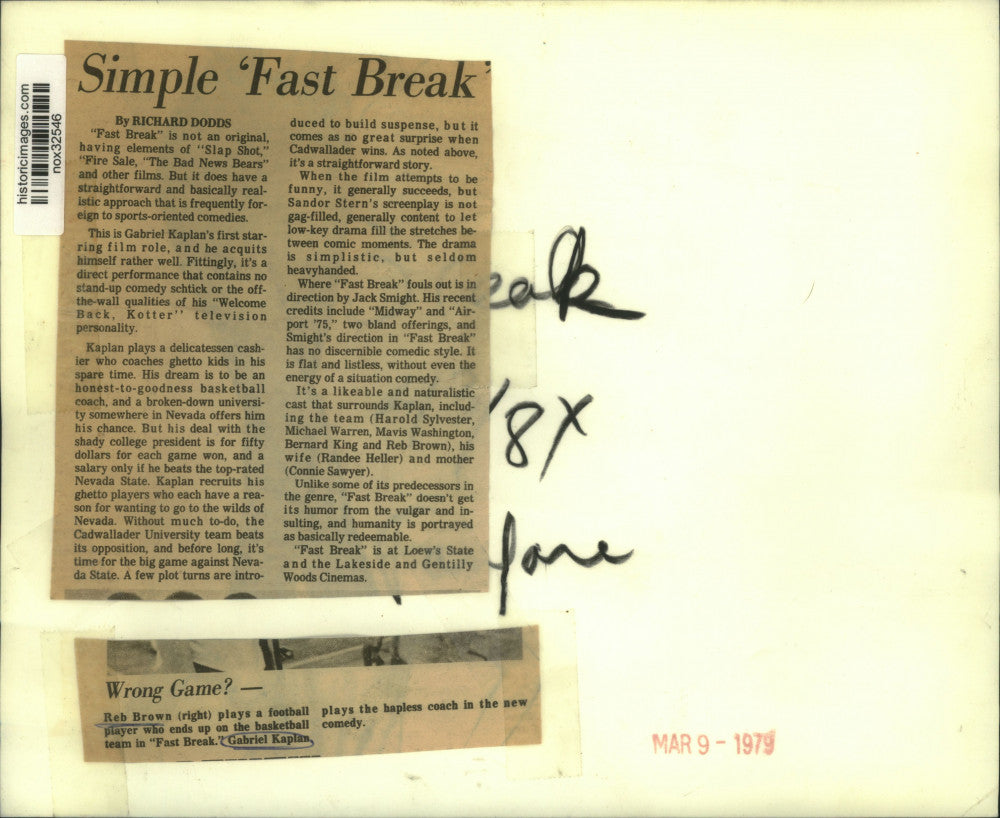 historicimages.com
nox32546
Simple 'Fast Break'
By RICHARD DODDS
"Fast Break" is not an original,
having elements of "Slap Shot,"
"Fire Sale, "The Bad News Bears"
and other films. But it does have a
straightforward and basically real-
istic approach that is frequently for-
eign to sports-oriented comedies.
This is Gabriel Kaplan's first star-
ring film role, and he acquits
himself rather well. Fittingly, it's a
direct performance that contains no
stand-up comedy schtick or the off-
the-wall qualities of his "Welcome
Back, Kotter" television
personality.
Kaplan plays a delicatessen cash-
ier who coaches ghetto kids in his
spare time. His dream is to be an
honest-to-goodness basketball
coach, and a broken-down universi-
ty somewhere in Nevada offers him
his chance. But his deal with the
shady college president is for fifty
dollars for each game won, and a
salary only if he beats the top-rated
Nevada State. Kaplan recruits his
ghetto players who each have a rea-
son for wanting to go to the wilds of
Nevada. Without much to-do, the
Cadwallader University team beats
its opposition, and before long, it's
time for the big game against Neva-
da State. A few plot turns are intro-
duced to build suspense, but it
comes as no great surprise when
Cadwallader wins. As noted above,
it's a straightforward story.
When the film attempts to be
funny, it generally succeeds, but
Sandor Stern's screenplay is not
gag-filled, generally content to let
low-key drama fill the stretches be-
tween comic moments. The drama
is simplistic, but seldom
heavyhanded.
Where "Fast Break" fouls out is in
direction by Jack Smight. His recent
credits include "Midway" and "Air-
port '75," two bland offerings, and
Smight's direction in "Fast Break"
has no discernible comedic style. It
is flat and listless, without even the
energy of a situation comedy.
It's a likeable and naturalistic
cast that surrounds Kaplan, includ-
ing the team (Harold Sylvester,
Michael Warren, Mavis Washington,
Bernard King and Reb Brown), his
wife (Randee Heller) and mother
(Connie Sawyer).
Unlike some of its predecessors in
the genre, "Fast Break" doesn't get
its humor from the vulgar and in-
sulting, and humanity is portrayed
as basically redeemable.
"Fast Break" is at Loew's State
and the Lakeside and Gentilly
Woods Cinemas.
eak
8X
Wrong Game? —
Reb Brown (right) plays a football
player who ends up on the basketball
team in "Fast Break." Gabriel Kaplan,
plays the hapless coach in the new
comedy.
MAR 9 - 1979